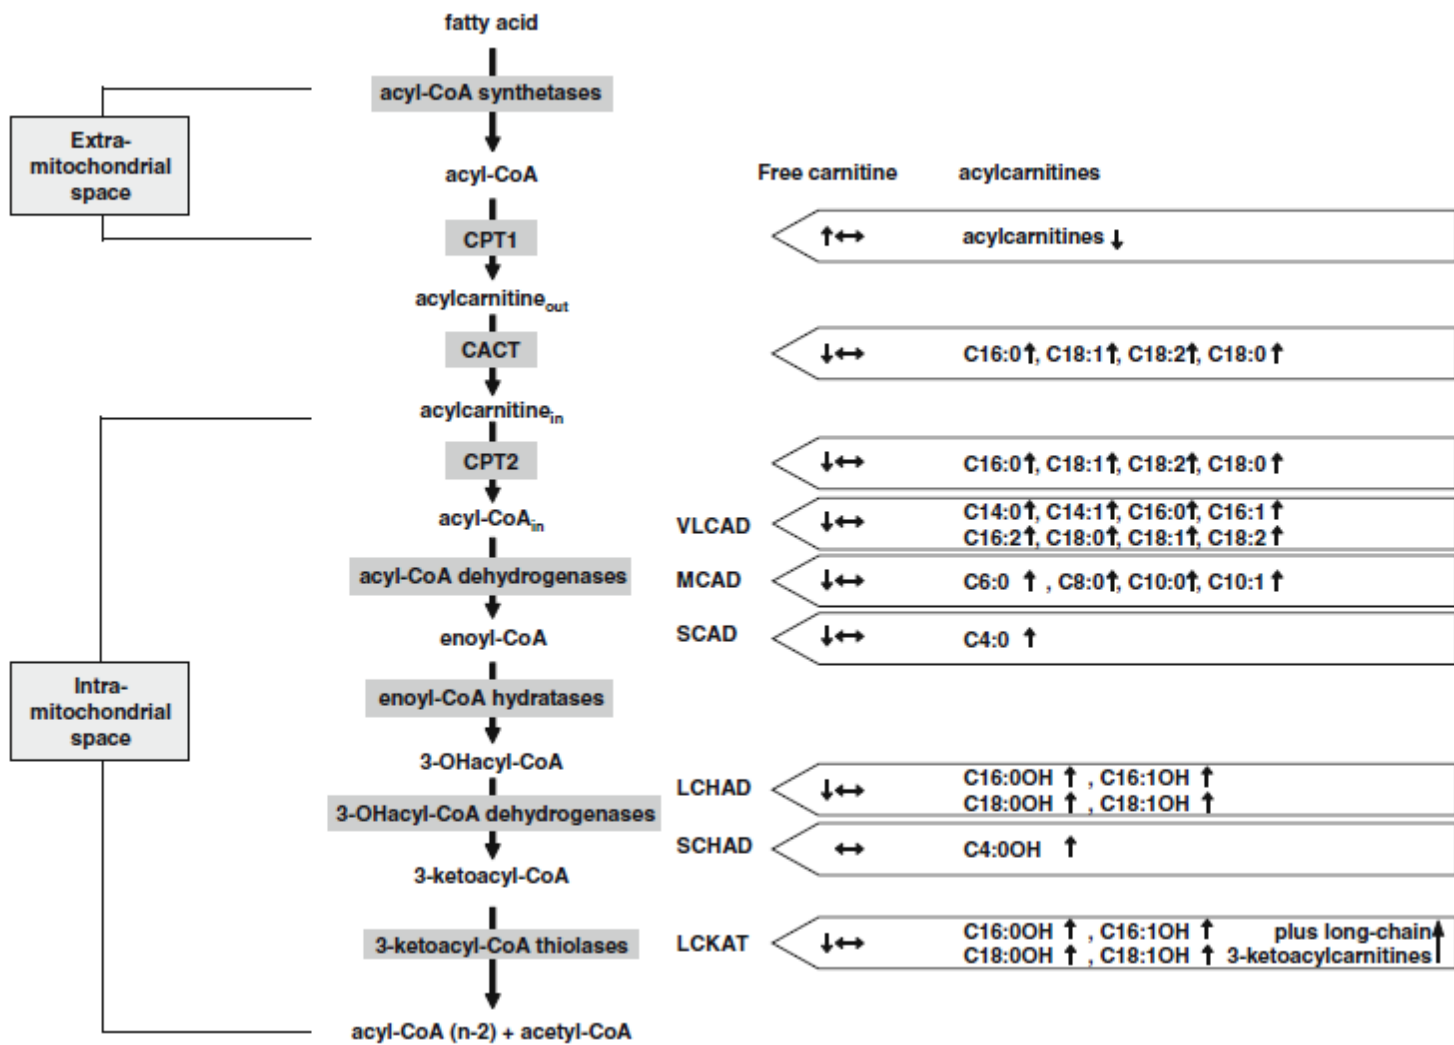 fatty acid
acyl-CoA synthetases
Extra-
mitochondrial
space
acyl-CoA
Free carnitine acylcarnitines
CPT1
↑↔ acylcarnitines ↓
acylcarnitineout
CACT
↓↔ C16:0↑, C18:1↑, C18:2↑, C18:0↑
acylcarnitinein
CPT2
↓↔ C16:0↑, C18:1↑, C18:2↑, C18:0↑
acyl-CoAin
VLCAD ↓↔ C14:0↑, C14:1↑, C16:0↑, C16:1↑
C16:2↑, C18:0↑, C18:1↑, C18:2↑
acyl-CoA dehydrogenases
MCAD ↓↔ C6:0 ↑ , C8:0↑, C10:0↑, C10:1↑
enoyl-CoA
SCAD ↓↔ C4:0 ↑
Intra-
mitochondrial
space
enoyl-CoA hydratases
3-OHacyl-CoA
LCHAD ↓↔ C16:0OH ↑ , C16:1OH ↑
C18:0OH ↑ , C18:1OH ↑
3-OHacyl-CoA dehydrogenases
SCHAD ↔ C4:0OH ↑
3-ketoacyl-CoA
3-ketoacyl-CoA thiolases
LCKAT ↓↔ C16:0OH ↑ , C16:1OH ↑ plus long-chain
C18:0OH ↑ , C18:1OH ↑ 3-ketoacylcarnitines ↑
acyl-CoA (n-2) + acetyl-CoA